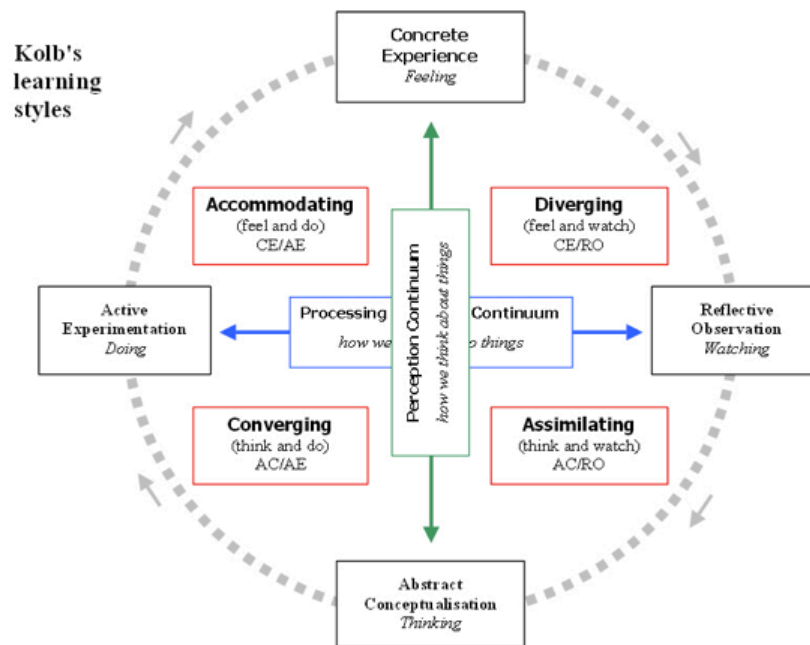 Kolb's
learning
styles
Concrete
Experience
Feeling
Accommodating
(feel and do)
CE/AE
Diverging
(feel and watch)
CE/RO
Perception Continuum
how we think about things
Active
Experimentation
Doing
Processing Continuum
how we o things
Reflective
Observation
Watching
Converging
(think and do)
AC/AE
Assimilating
(think and watch)
AC/RO
Abstract
Conceptualisation
Thinking